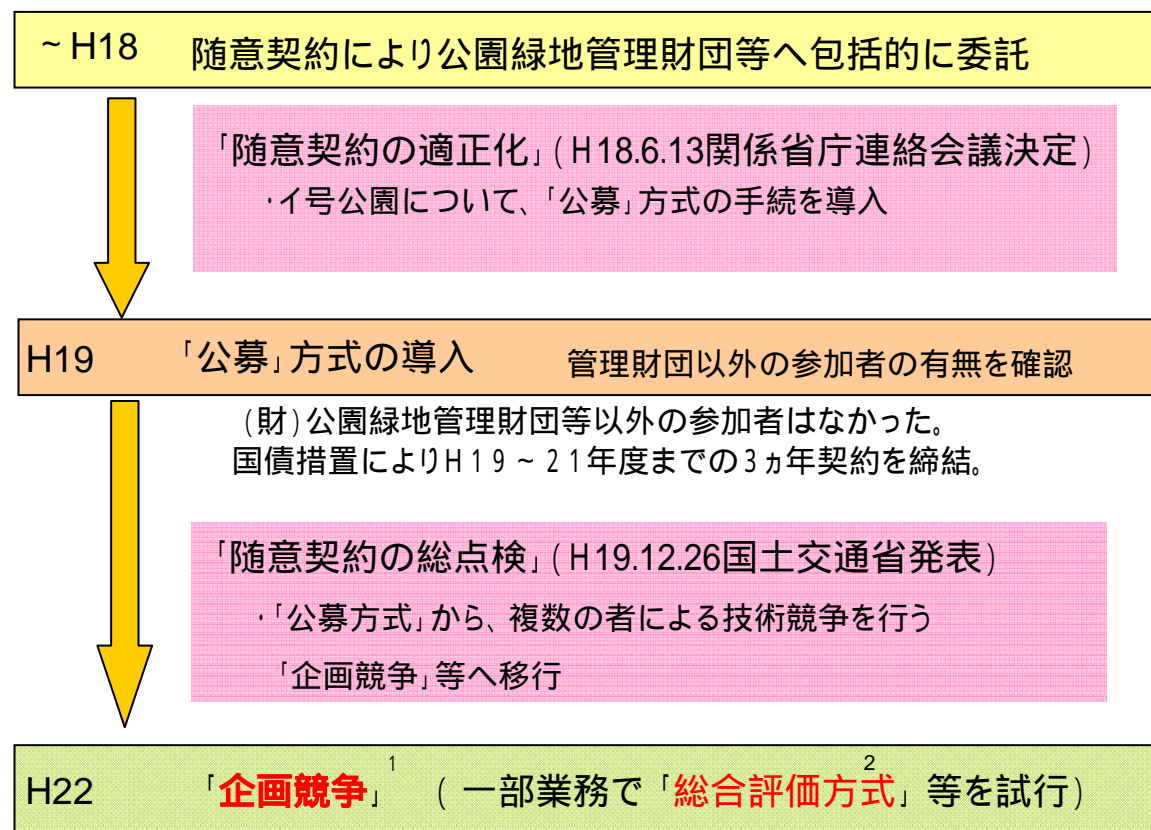 ~ H18 随意契約により公園緑地管理財団等へ包括的に委託
「随意契約の適正化」(H18.6.13関係省庁連絡会議決定)
・イ号公園について、「公募」方式の手続を導入
H19 「公募」方式の導入 管理財団以外の参加者の有無を確認
(財)公園緑地管理財団等以外の参加者はなかった。
国債措置によりH19~21年度までの3ヵ年契約を締結。
「随意契約の総点検」(H19.12.26国土交通省発表)
・「公募方式」から、複数の者による技術競争を行う
「企画競争」等へ移行
H22 「企画競争」1 (一部業務で「総合評価方式」2等を試行)